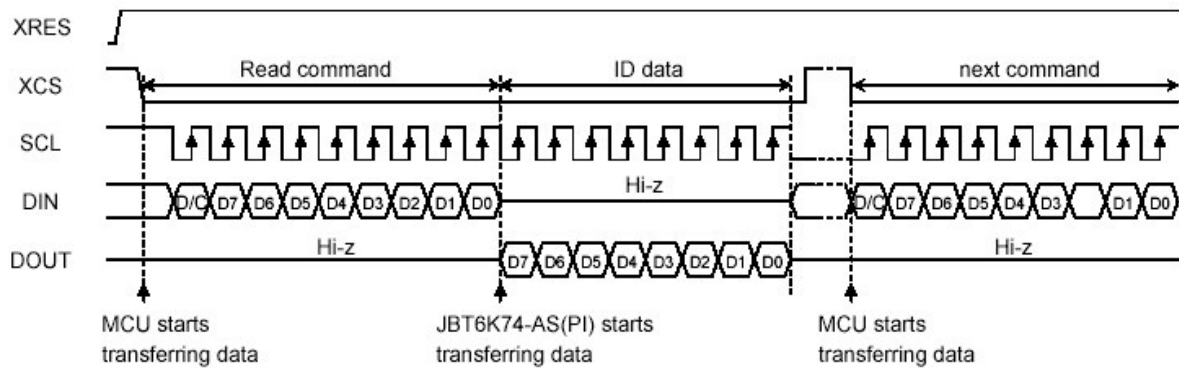 XRES
XCS Read command ID data next command
SCL
DIN D/C D7 D6 D5 D4 D3 D2 D1 D0 Hi-z D/C D7 D6 D5 D4 D3 D1 D0
DOUT Hi-z D7 D6 D5 D4 D3 D2 D1 D0 Hi-z
MCU starts JBT6K74-AS(PI) starts MCU starts
transferring data transferring data transferring data